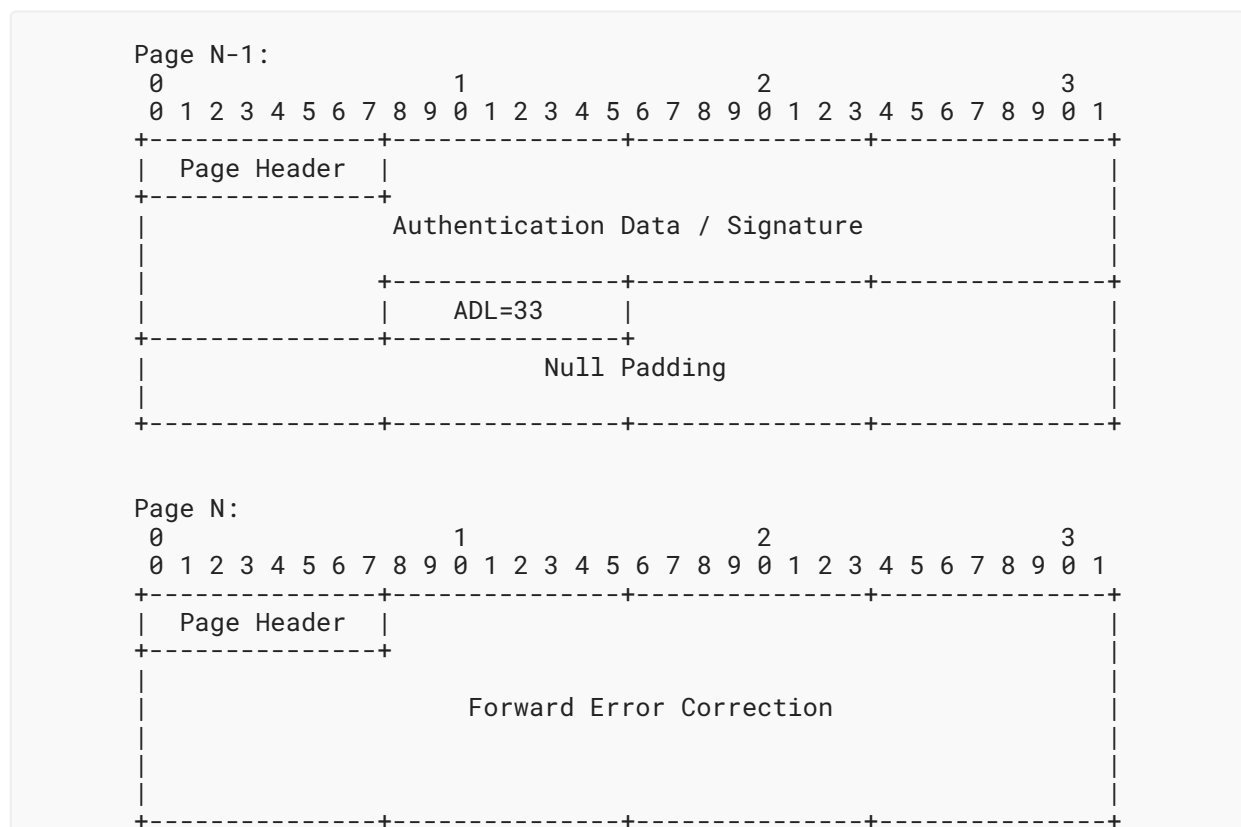 Page N-1:
 0                   1                   2                   3
 0 1 2 3 4 5 6 7 8 9 0 1 2 3 4 5 6 7 8 9 0 1 2 3 4 5 6 7 8 9 0 1
+---------------+---------------+---------------+---------------+
|  Page Header  |                                               |
+---------------+                                               |
|                Authentication Data / Signature                |
|                                                               |
|               +---------------+---------------+---------------+
|               |    ADL=33     |                               |
+---------------+---------------+                               |
|                          Null Padding                         |
|                                                               |
+---------------+---------------+---------------+---------------+
Page N:
 0                   1                   2                   3
 0 1 2 3 4 5 6 7 8 9 0 1 2 3 4 5 6 7 8 9 0 1 2 3 4 5 6 7 8 9 0 1
+---------------+---------------+---------------+---------------+
|  Page Header  |                                               |
+---------------+                                               |
|                                                               |
|                     Forward Error Correction                  |
|                                                               |
|                                                               |
|                                                               |
+---------------+---------------+---------------+---------------+